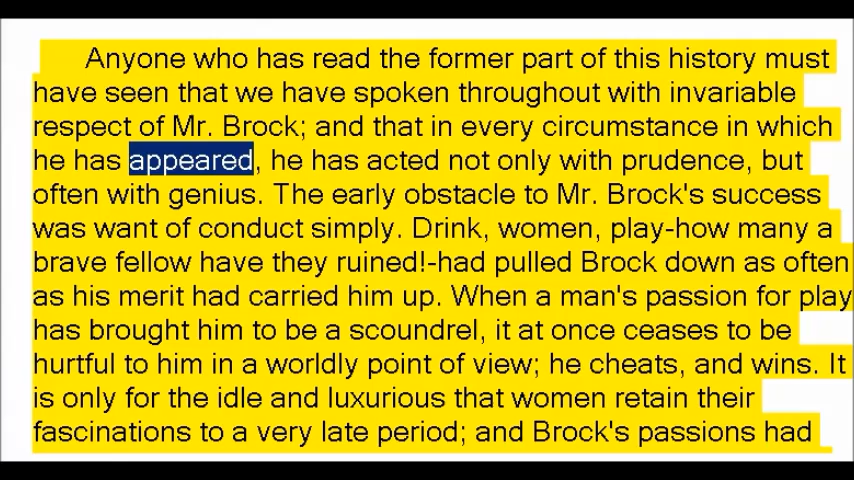 Anyone who has read the former part of this history must
have seen that we have spoken throughout with invariable
respect of Mr. Brock; and that in every circumstance in which
he has appeared, he has acted not only with prudence, but
often with genius. The early obstacle to Mr. Brock's success
was want of conduct simply. Drink, women, play-how many a
brave fellow have they ruined!-had pulled Brock down as often
as his merit had carried him up. When a man's passion for play
has brought him to be a scoundrel, it at once ceases to be
hurtful to him in a worldly point of view; he cheats, and wins. It
is only for the idle and luxurious that women retain their
fascinations to a very late period; and Brock's passions had